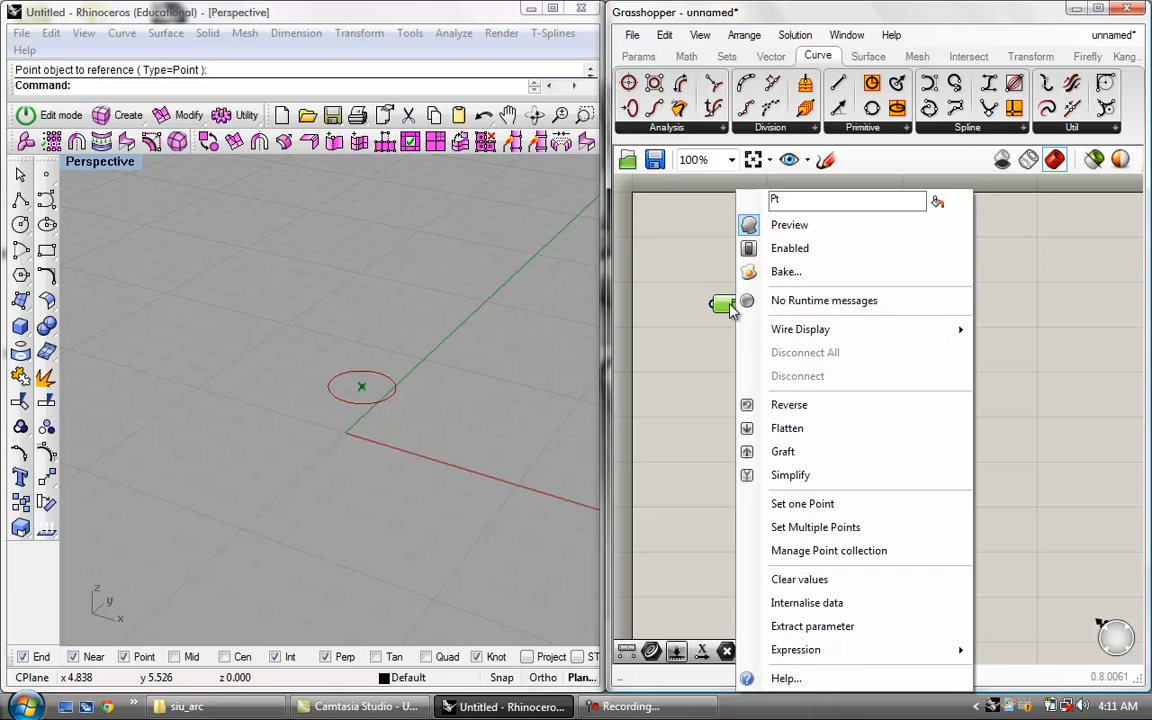 Untitled - Rhinoceros (Educational) - [Perspective]
File Edit View Curve Surface Solid Mesh Dimension Transform Tools Analyze Render T-Splines
Help
Point object to reference ( Type=Point ):
Command:
Edit mode Create Modify Utility
Perspective
z
y
x
End Near Point Mid Cen Int Perp Tan Quad Knot Project ST
CPlane x 4.838 y 5.526 z 0.000 Default Snap Ortho Plan...
Grasshopper - unnamed*
File Edit View Arrange Solution Window Help unnamed*
Params Math Sets Vector Curve Surface Mesh Intersect Transform Firefly Kang
Analysis Division Primitive Spline Util
100%
Pt
Preview
Enabled
Bake...
No Runtime messages
Wire Display
Disconnect All
Disconnect
Reverse
Flatten
Graft
Simplify
Set one Point
Set Multiple Points
Manage Point collection
Clear values
Internalise data
Extract parameter
Expression
Help...
0.8.0061
siu_arc Camtasia Studio - U... Untitled - Rhinocero... Recording... 4:11 AM